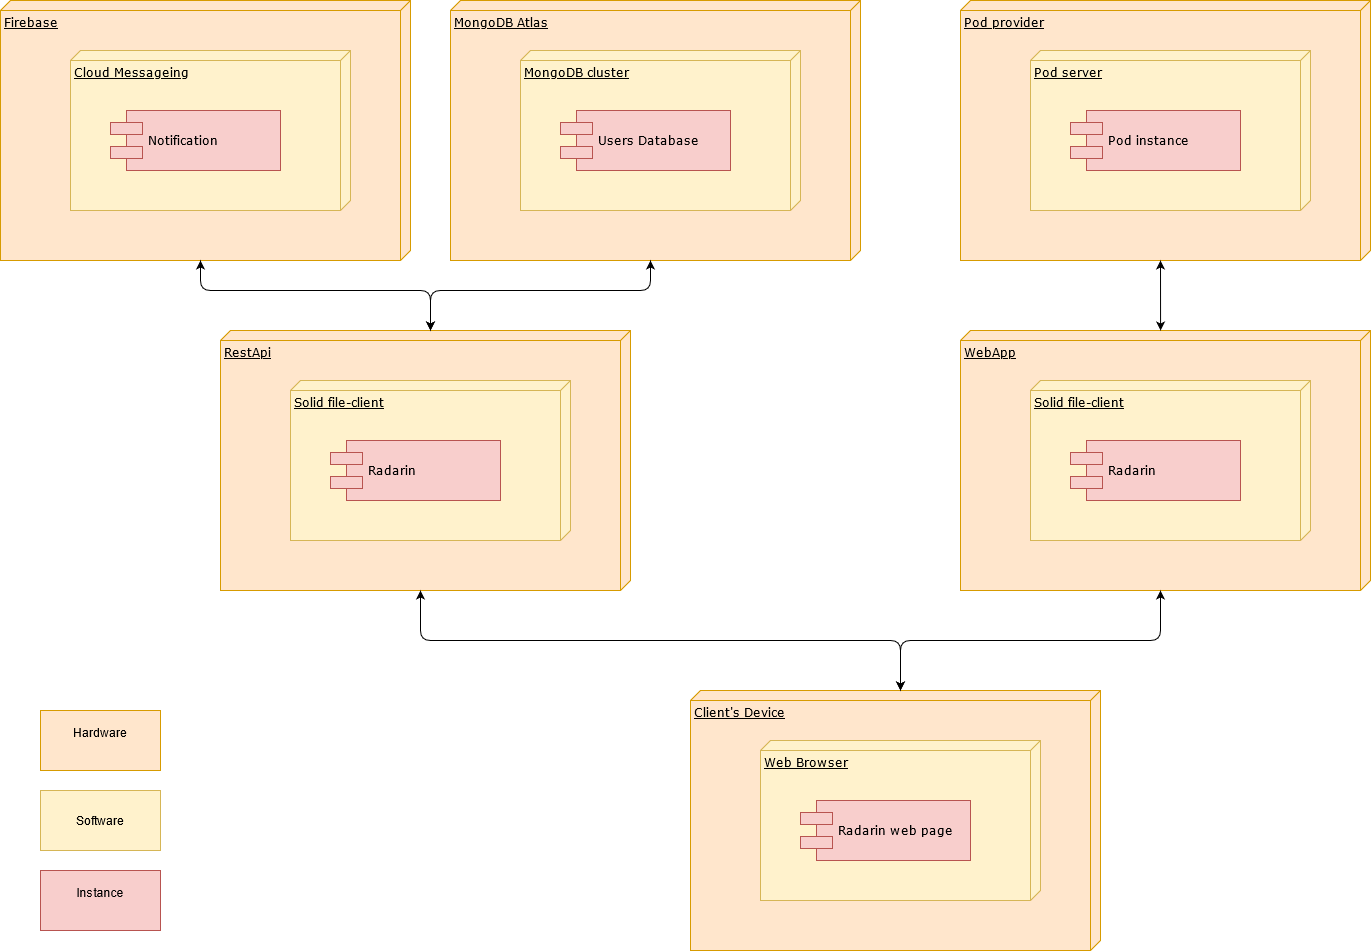 Firebase
Cloud Messageing
Notification
MongoDB Atlas
MongoDB cluster
Users Database
Pod provider
Pod server
Pod instance
RestApi
Solid file-client
Radarin
WebApp
Solid file-client
Radarin
Client's Device
Web Browser
Radarin web page
Hardware
Software
Instance